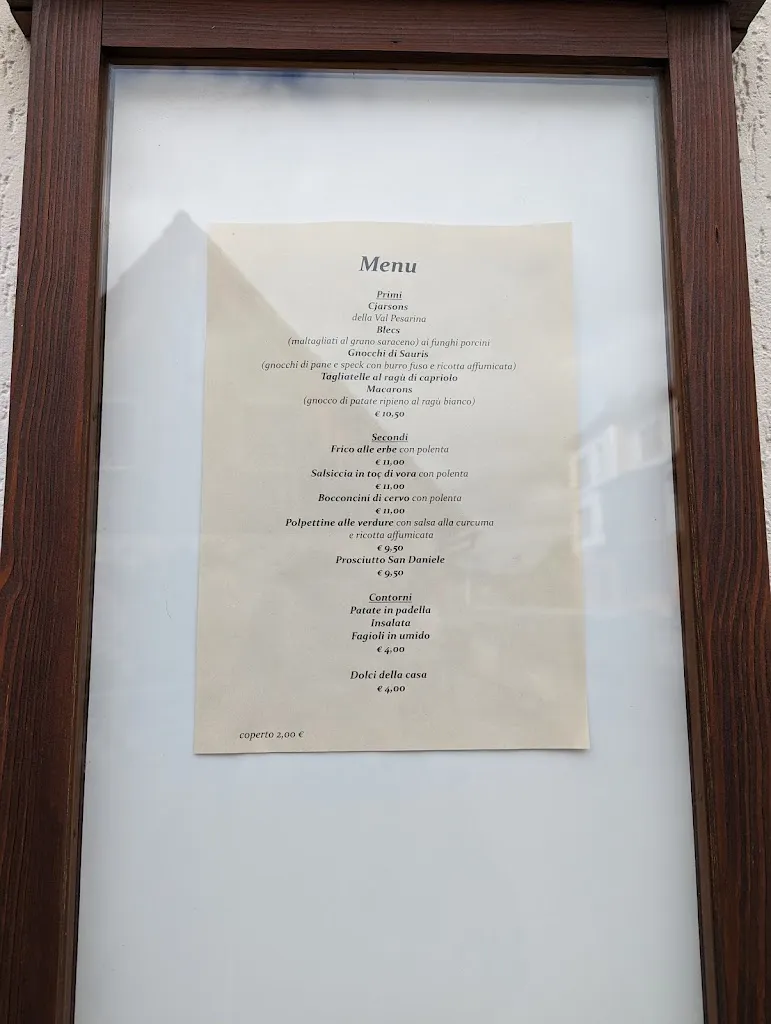 Menu
Primi
Cjarsons
della Val Pesarina
Blecs
(maltagliati al grano saraceno) ai funghi porcini
Gnocchi di Sauris
(gnocchi di pane e speck con burro fuso e ricotta affumicata)
Tagliatelle al ragù di capriolo
Macarons
(gnocco di patate ripieno al ragù bianco)
€ 10,50
Secondi
Frico alle erbe con polenta
€ 11,00
Salsiccia in toç di vora con polenta
€ 11,00
Bocconcini di cervo con polenta
€ 11,00
Polpettine alle verdure con salsa alla curcuma
e ricotta affumicata
€ 9,50
Prosciutto San Daniele
€ 9,50
Contorni
Patate in padella
Insalata
Fagioli in umido
€ 4,00
Dolci della casa
€ 4,00
coperto 2,00 €